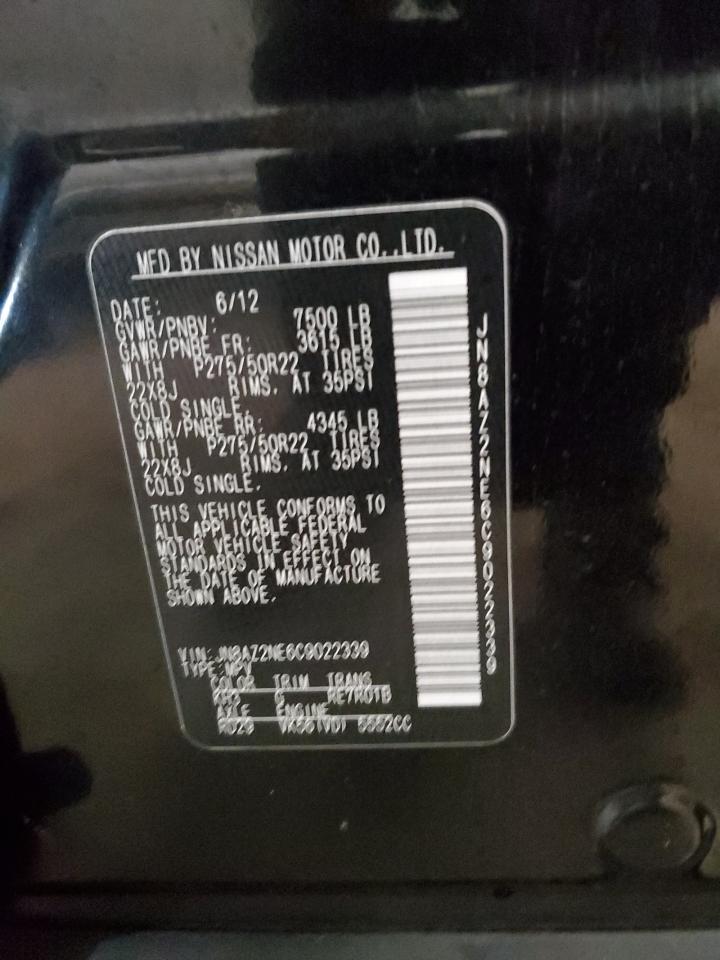 MFD BY NISSAN MOTOR CO.,LTD.
DATE: 6/12
GVWR/PNBV: 7500 LB
GAWR/PNBE FR: 3615 LB
WITH P275/50R22 TIRES
22X8J RIMS. AT 35PSI
COLD SINGLE.
GAWR/PNBE RR: 4345 LB
WITH P275/50R22 TIRES
22X8J RIMS. AT 35PSI
COLD SINGLE.
THIS VEHICLE CONFORMS TO
ALL APPLICABLE FEDERAL
MOTOR VEHICLE SAFETY
STANDARDS IN EFFECT ON
THE DATE OF MANUFACTURE
SHOWN ABOVE.
VIN: JN8AZ2NE6C9022339
TYPE: MPV
COLOR TRIM TRANS
G RE7R01B
AXLE ENGINE
RD29 VK56(VD) 5552CC
JN8AZ2NE6C9022339